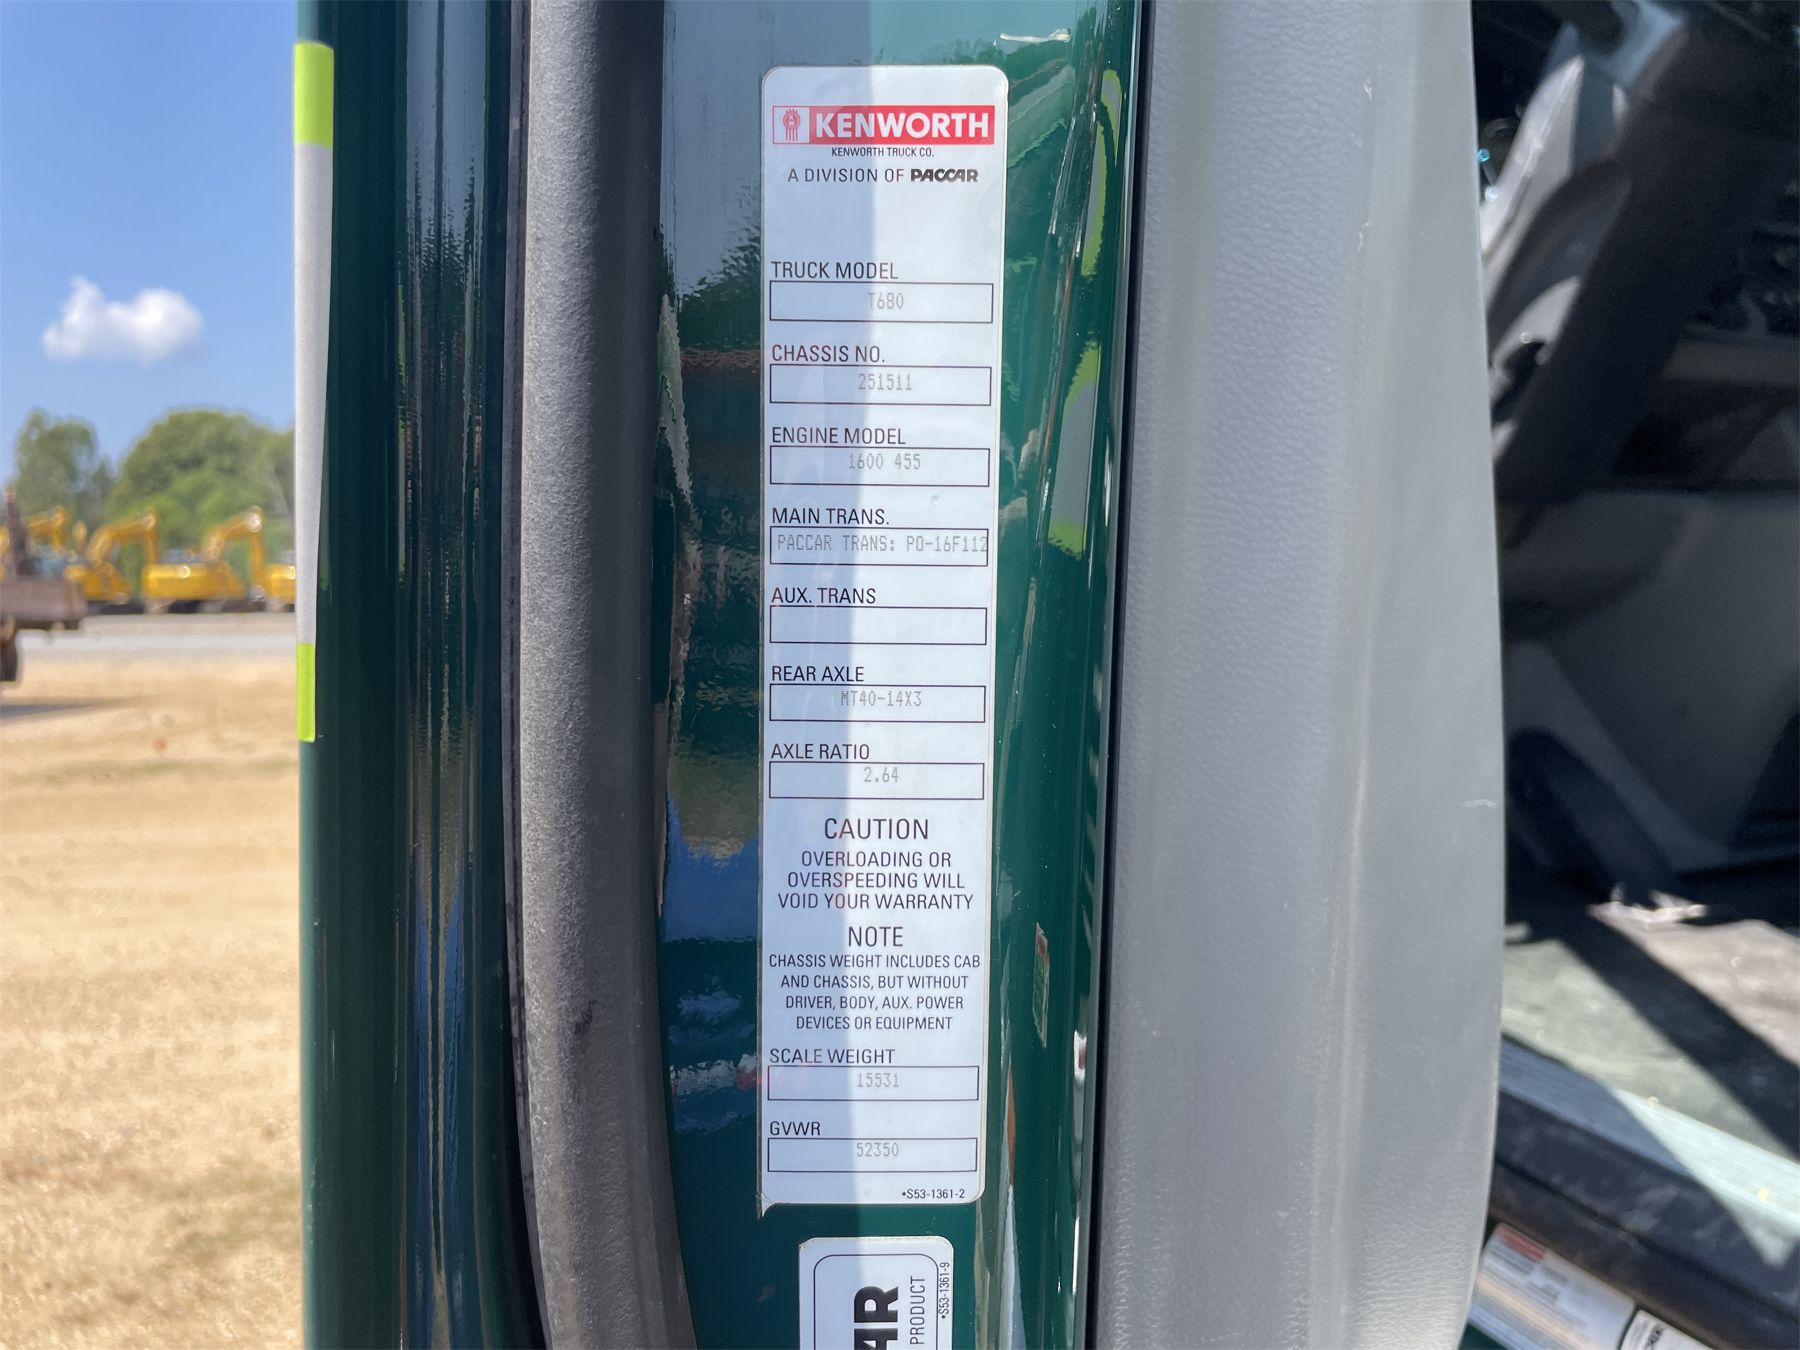 KENWORTH
KENWORTH TRUCK CO.
A DIVISION OF PACCAR
TRUCK MODEL
T680
CHASSIS NO.
251511
ENGINE MODEL
1600 455
MAIN TRANS.
PACCAR TRANS: PO-16F112
AUX. TRANS
REAR AXLE
MT40-14X3
AXLE RATIO
2.64
CAUTION
OVERLOADING OR
OVERSPEEDING WILL
VOID YOUR WARRANTY
NOTE
CHASSIS WEIGHT INCLUDES CAB
AND CHASSIS, BUT WITHOUT
DRIVER, BODY, AUX. POWER
DEVICES OR EQUIPMENT
SCALE WEIGHT
15531
GVWR
52350
•S53-1361-2
AR
PRODUCT
•S53-1361-9